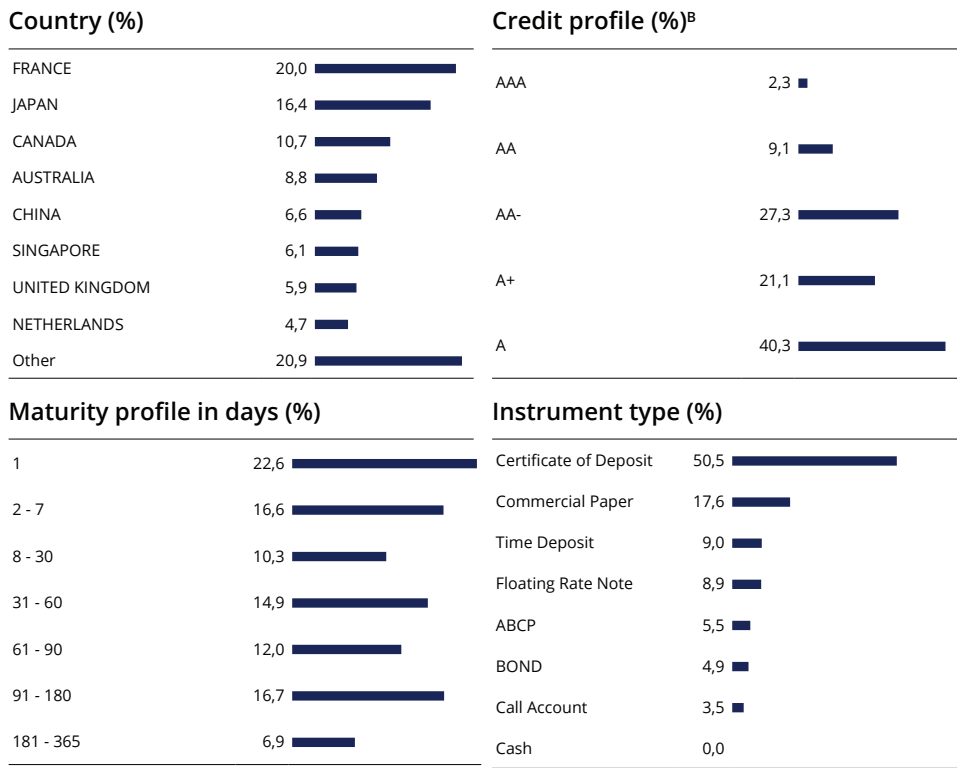 Country (%)
FRANCE 20,0
JAPAN 16,4
CANADA 10,7
AUSTRALIA 8,8
CHINA 6,6
SINGAPORE 6,1
UNITED KINGDOM 5,9
NETHERLANDS 4,7
Other 20,9
Credit profile (%)ᴮ
AAA 2,3
AA 9,1
AA- 27,3
A+ 21,1
A 40,3
Maturity profile in days (%)
1 22,6
2 - 7 16,6
8 - 30 10,3
31 - 60 14,9
61 - 90 12,0
91 - 180 16,7
181 - 365 6,9
Instrument type (%)
Certificate of Deposit 50,5
Commercial Paper 17,6
Time Deposit 9,0
Floating Rate Note 8,9
ABCP 5,5
BOND 4,9
Call Account 3,5
Cash 0,0